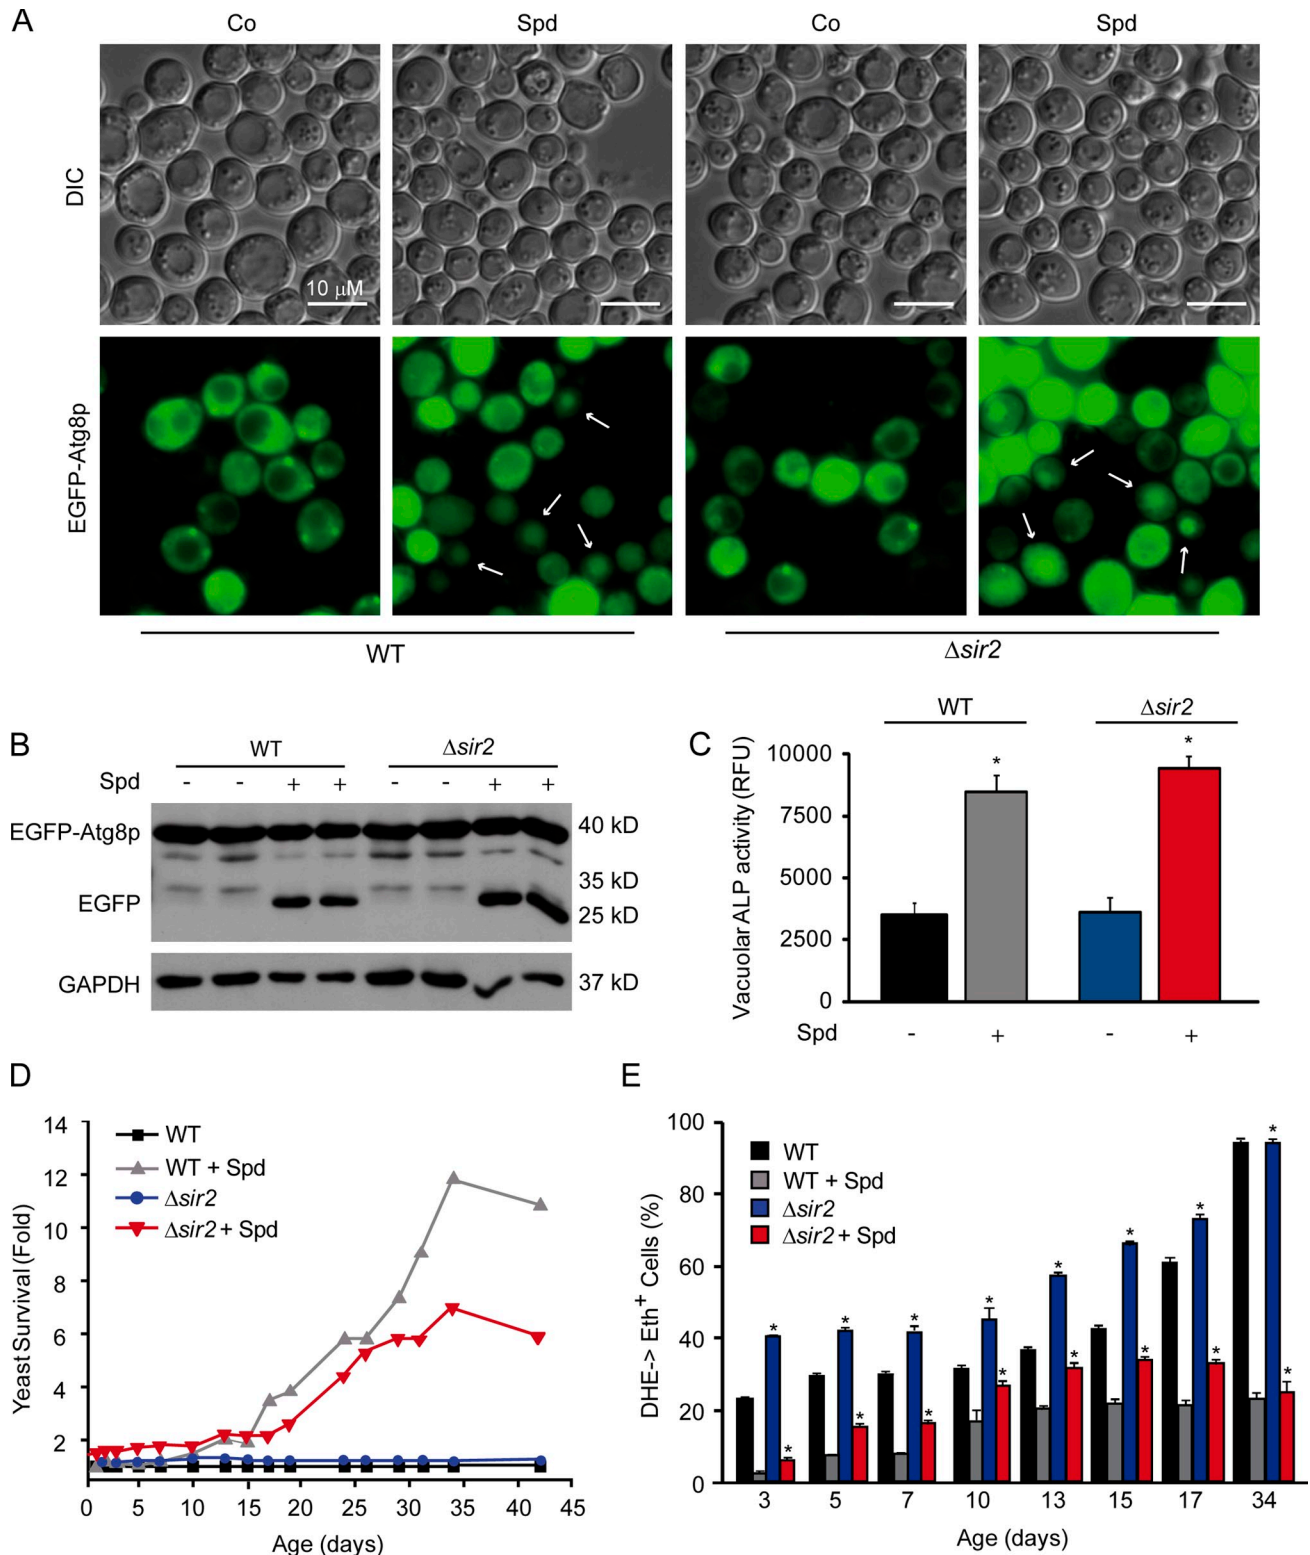 A
Co Spd Co Spd
DIC
10 µM
EGFP-Atg8p
WT Δsir2
B
WT Δsir2
Spd - - + + - - + +
EGFP-Atg8p 40 kD
35 kD
EGFP
25 kD
GAPDH 37 kD
C
WT Δsir2
Vacuolar ALP activity (RFU)
10000
7500
5000
2500
0
* *
Spd - + - +
D
Yeast Survival (Fold)
14
12
10
8
6
4
2
WT
WT + Spd
Δsir2
Δsir2 + Spd
0 5 10 15 20 25 30 35 40 45
Age (days)
E
DHE-> Eth+ Cells (%)
100
80
60
40
20
0
WT
WT + Spd
Δsir2
Δsir2 + Spd
* * * * * * * * * * * * * * * *
3 5 7 10 13 15 17 34
Age (days)